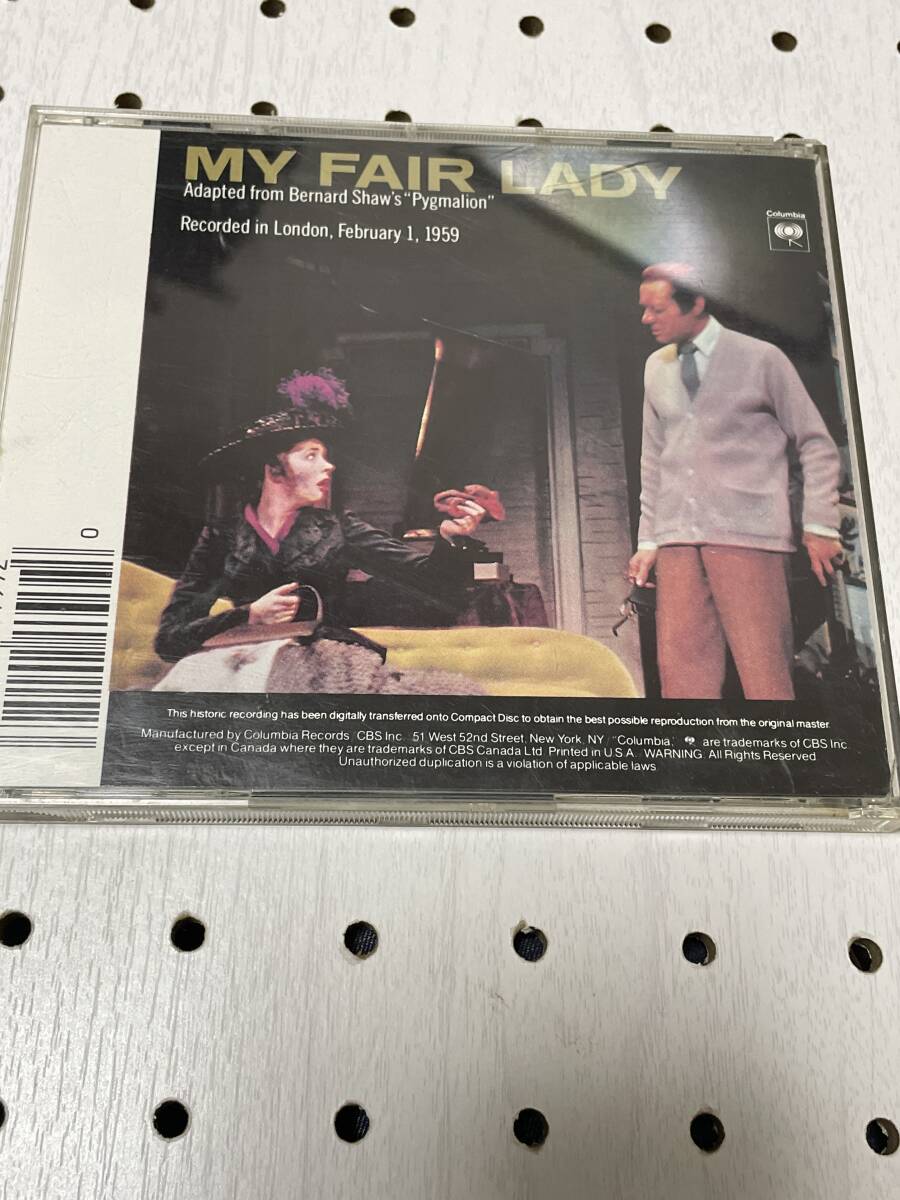 MY FAIR LADY
Adapted from Bernard Shaw's "Pygmalion"
Recorded in London, February 1, 1959
Columbia
0
This historic recording has been digitally transferred onto Compact Disc to obtain the best possible reproduction from the original master.
Manufactured by Columbia Records/CBS Inc./51 West 52nd Street, New York, NY/"Columbia," are trademarks of CBS Inc.
except in Canada where they are trademarks of CBS Canada Ltd. Printed in U.S.A./WARNING: All Rights Reserved.
Unauthorized duplication is a violation of applicable laws.